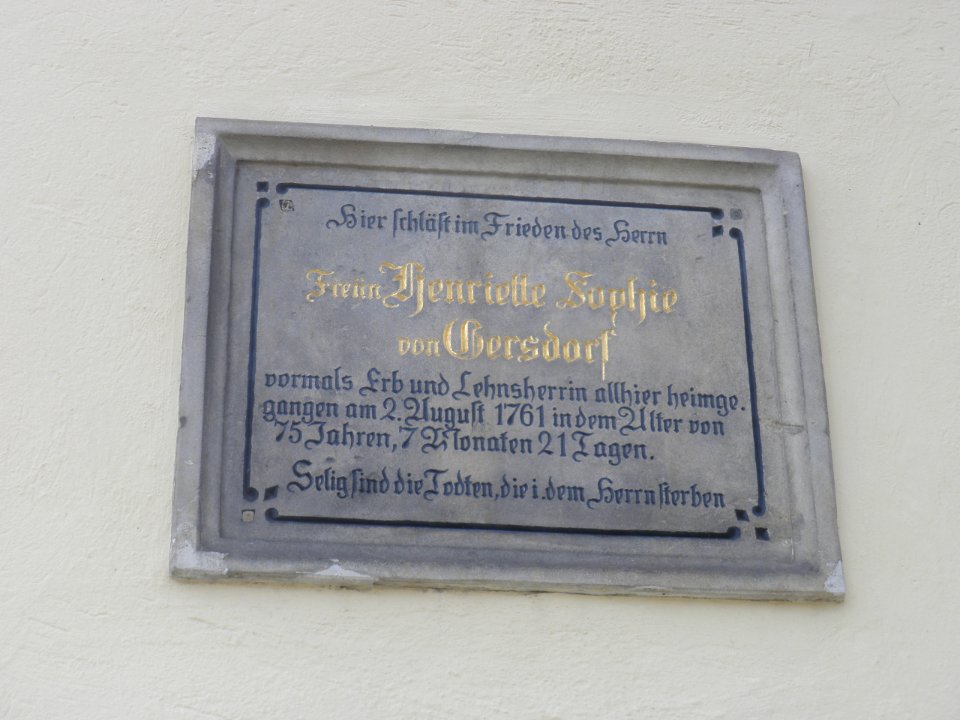 Hier schläft im Frieden des Herrn
Freiin Henriette Sophie
von Gersdorf
vormals Erb und Lehnsherrin allhier heimge.
gangen am 2. August 1761 in dem Alter von
75 Jahren, 7 Monaten 21 Tagen.
Selig sind die Todten, die i. dem Herrn sterben